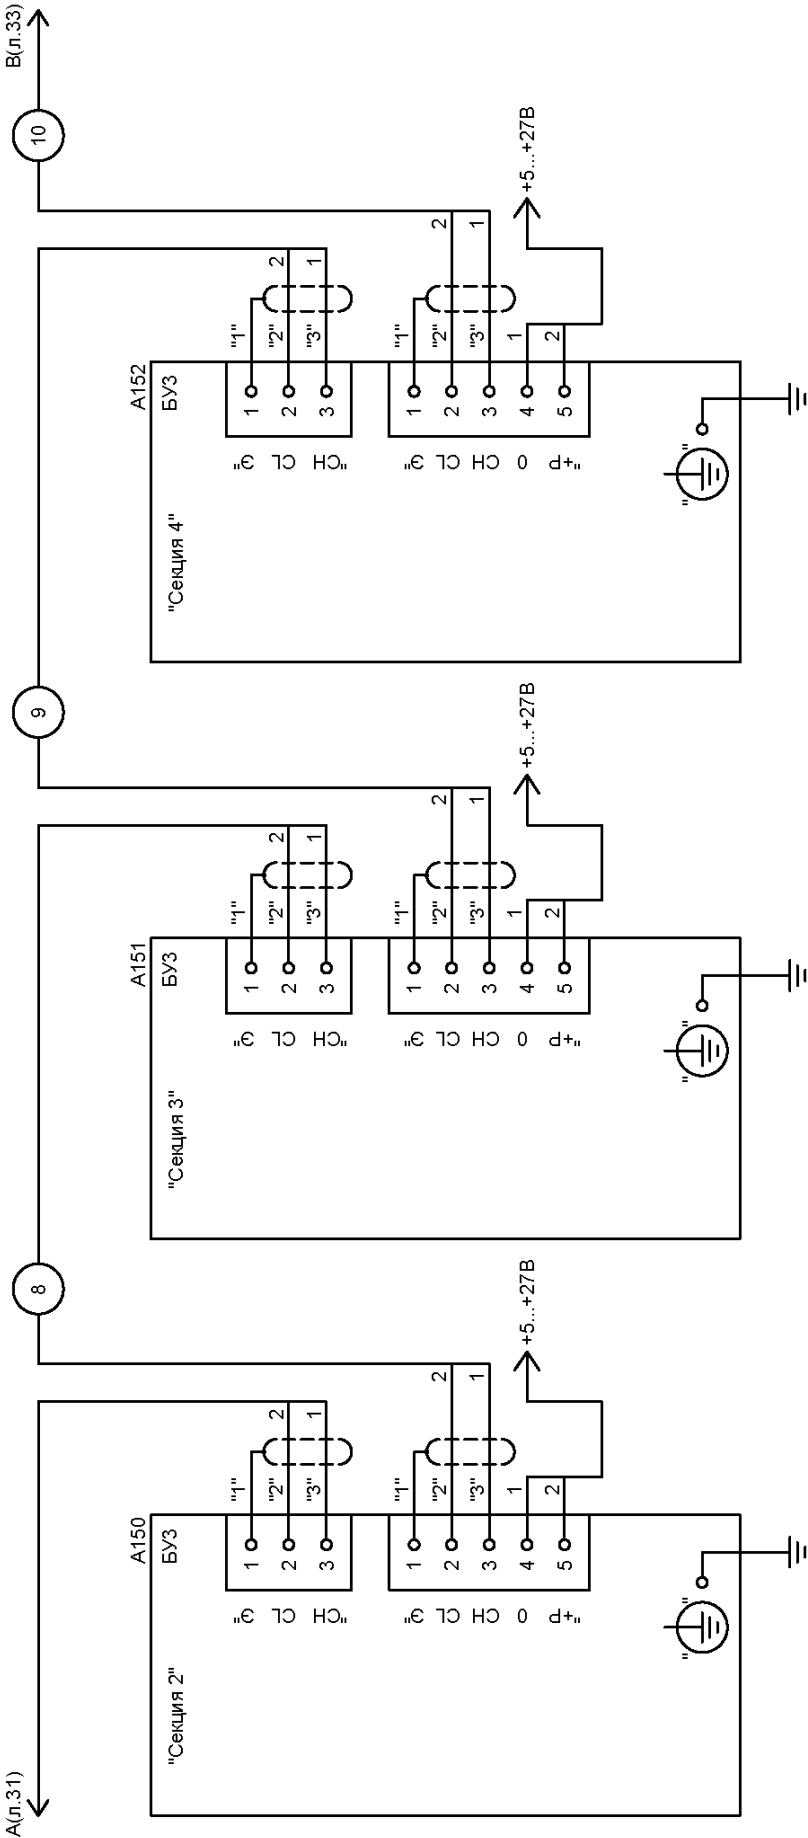 А(л.31)
8
9
10
В(л.33)
А150
БУЗ
"Секция 2"
"CH CL Э"
1 "1"
2 "2" 2
3 "3" 1
"+P 0 CH CL Э"
1 "1"
2 "2" 2
3 "3" 1
4 1
5 2
+5...+27В
" "
А151
БУЗ
"Секция 3"
"CH CL Э"
1 "1"
2 "2" 2
3 "3" 1
"+P 0 CH CL Э"
1 "1"
2 "2" 2
3 "3" 1
4 1
5 2
+5...+27В
" "
А152
БУЗ
"Секция 4"
"CH CL Э"
1 "1"
2 "2" 2
3 "3" 1
"+P 0 CH CL Э"
1 "1"
2 "2" 2
3 "3" 1
4 1
5 2
+5...+27В
" "